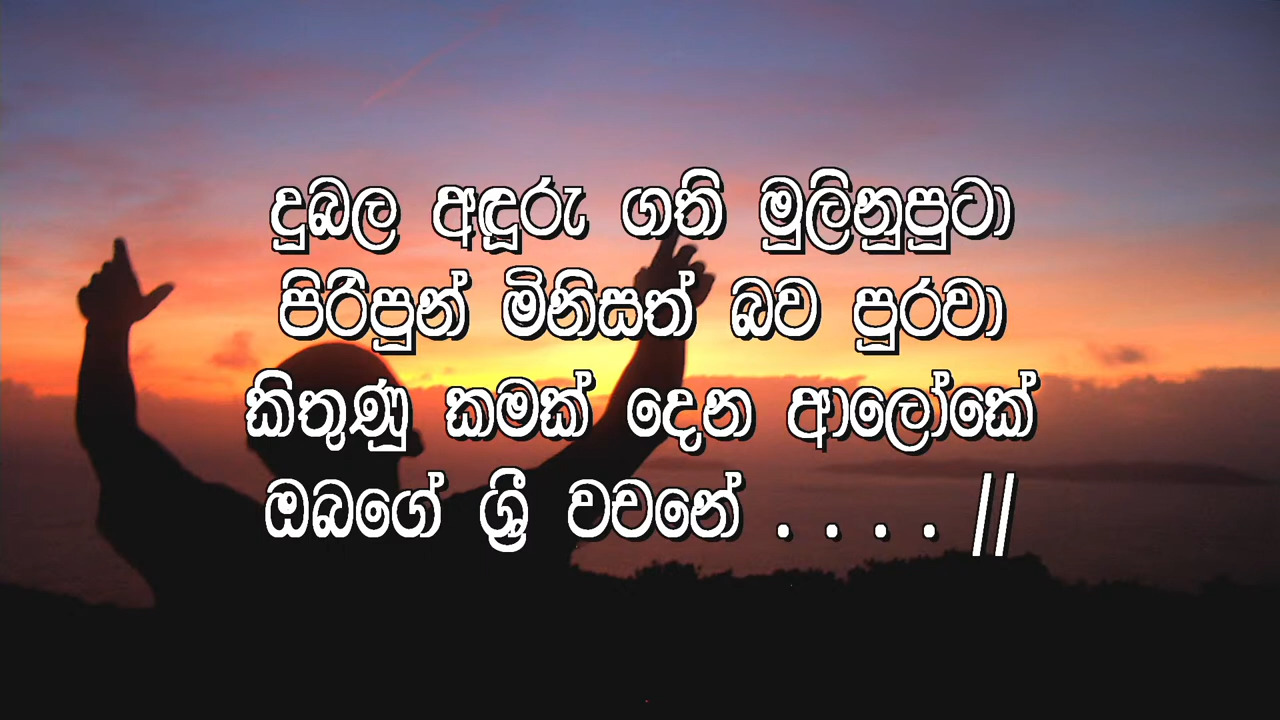 දුබල අඳුරු ගති මුලිනුපුටා
පිරිපුන් මිනිසත් බව පුරවා
කිතුණු කමක් දෙන ආලෝකේ
ඔබගේ ශ්‍රී වචනේ . . . . //